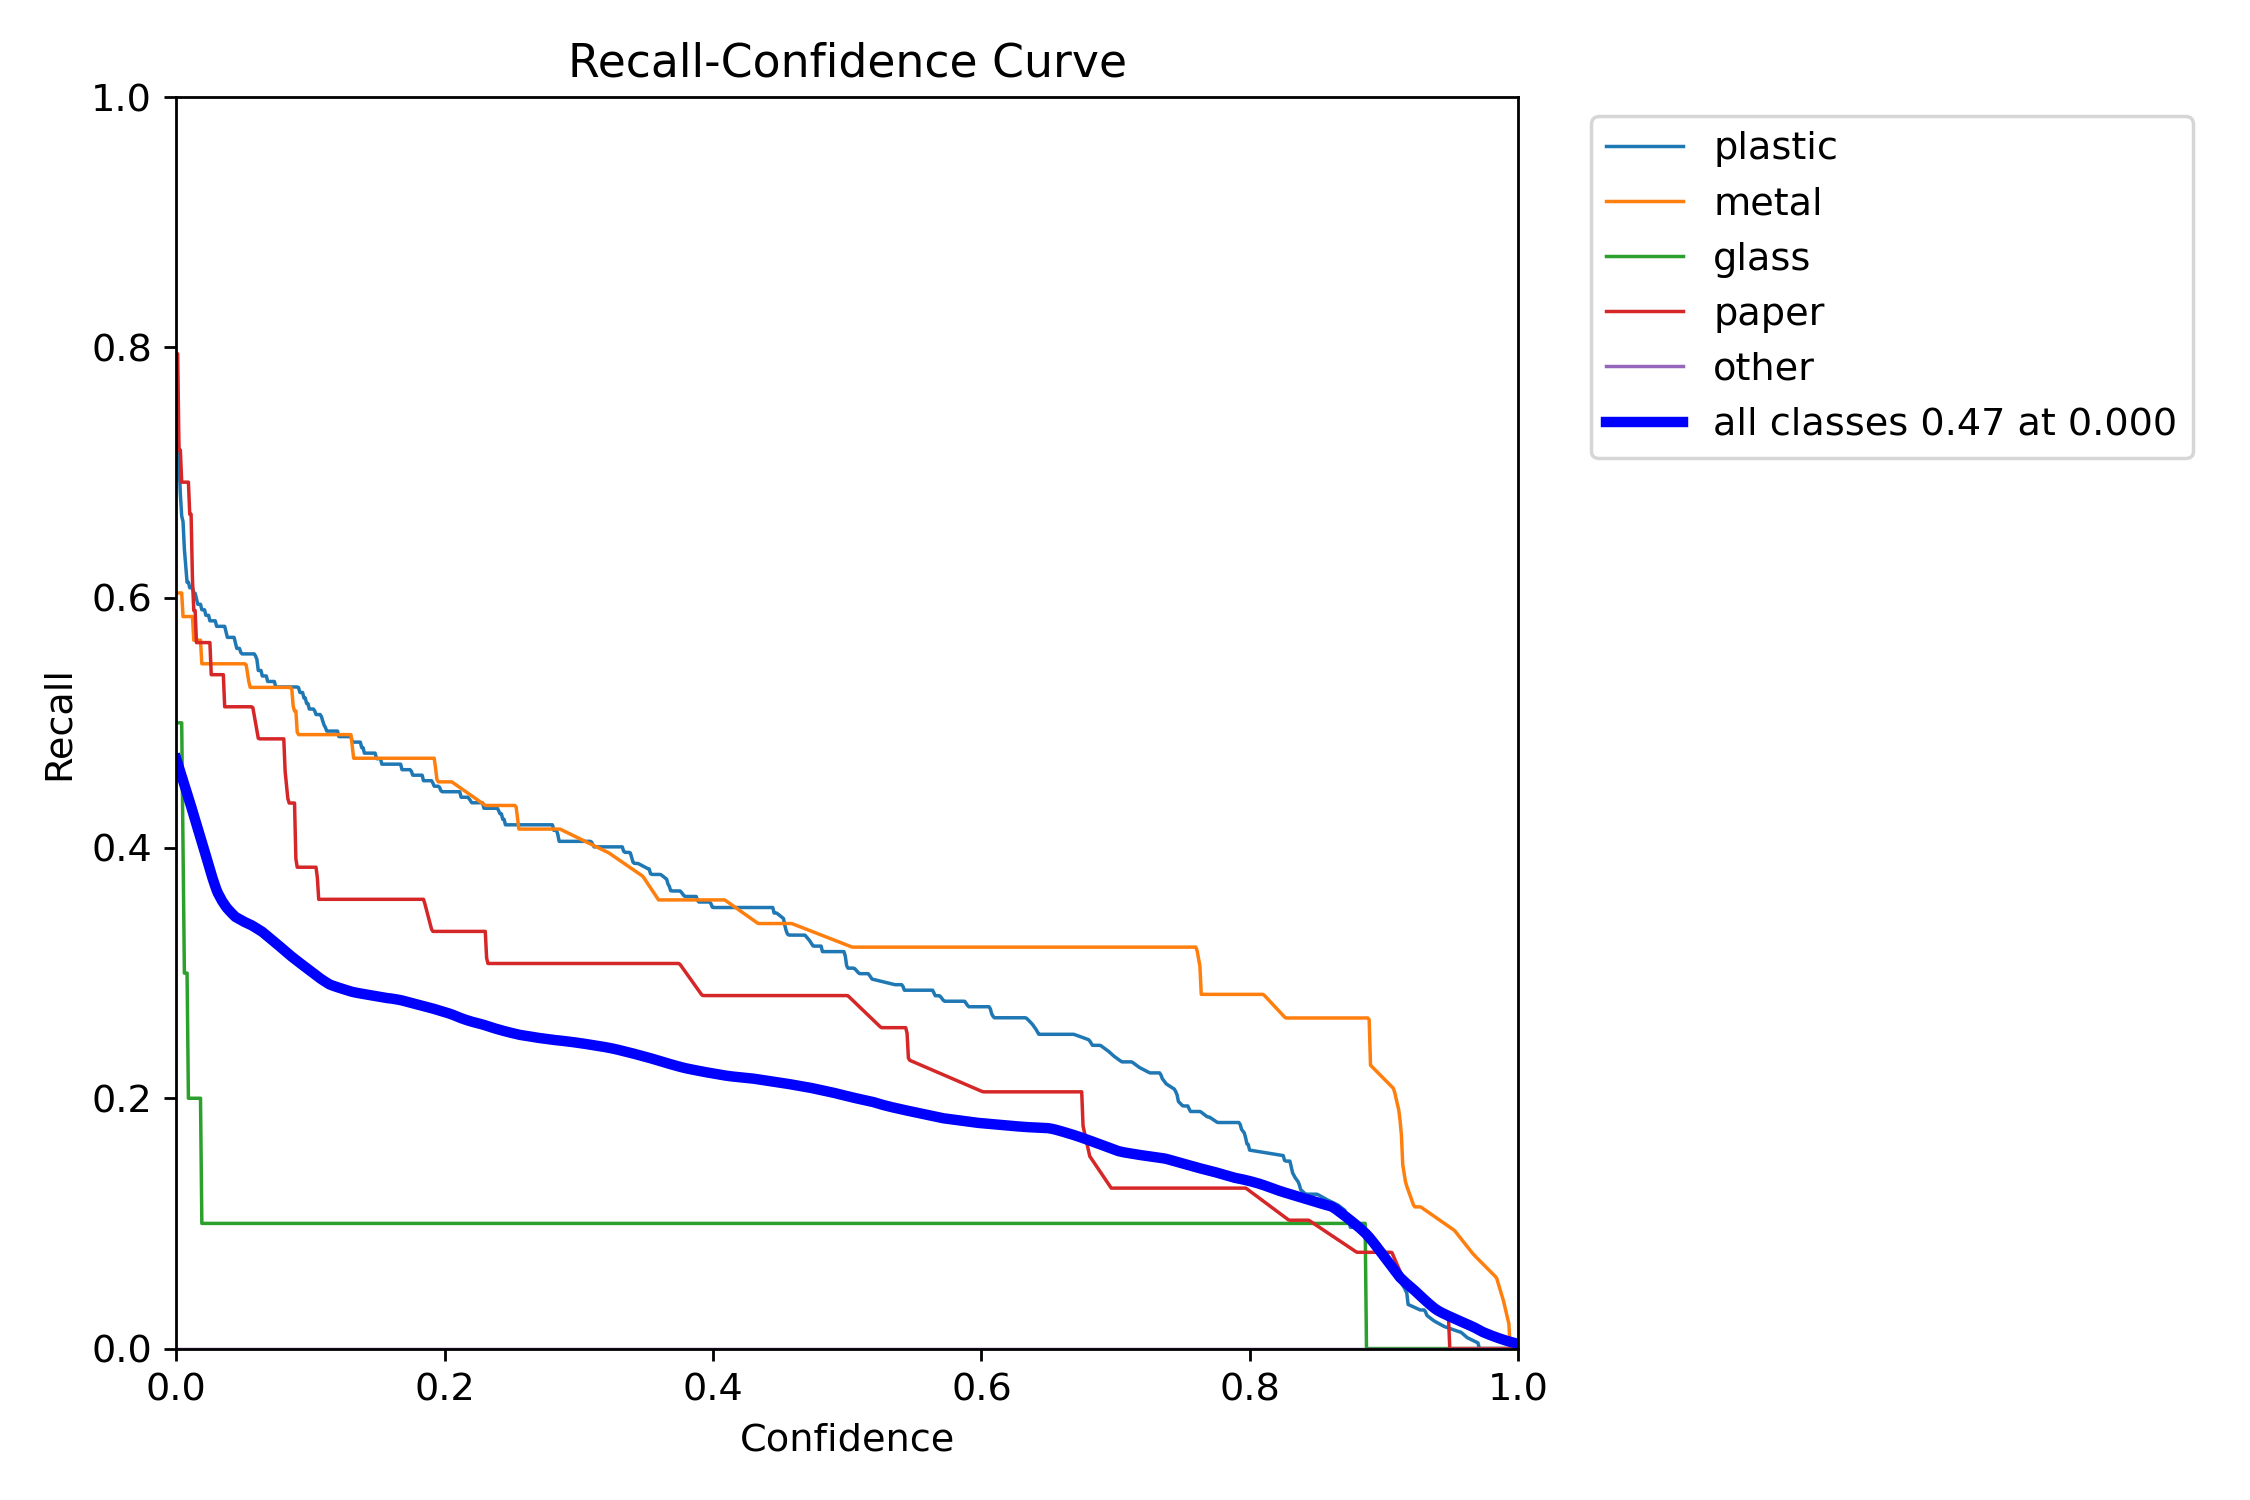 Recall-Confidence Curve
1.0
0.8
0.6
0.4
0.2
0.0
Recall
0.0 0.2 0.4 0.6 0.8 1.0
Confidence
plastic
metal
glass
paper
other
all classes 0.47 at 0.000